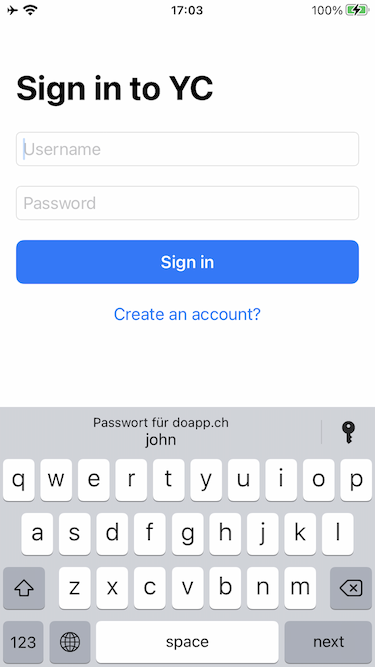 17:03
100%
Sign in to YC
Username
Password
Sign in
Create an account?
Passwort für doapp.ch
john
q w e r t y u i o p
a s d f g h j k l
z x c v b n m
123 space next